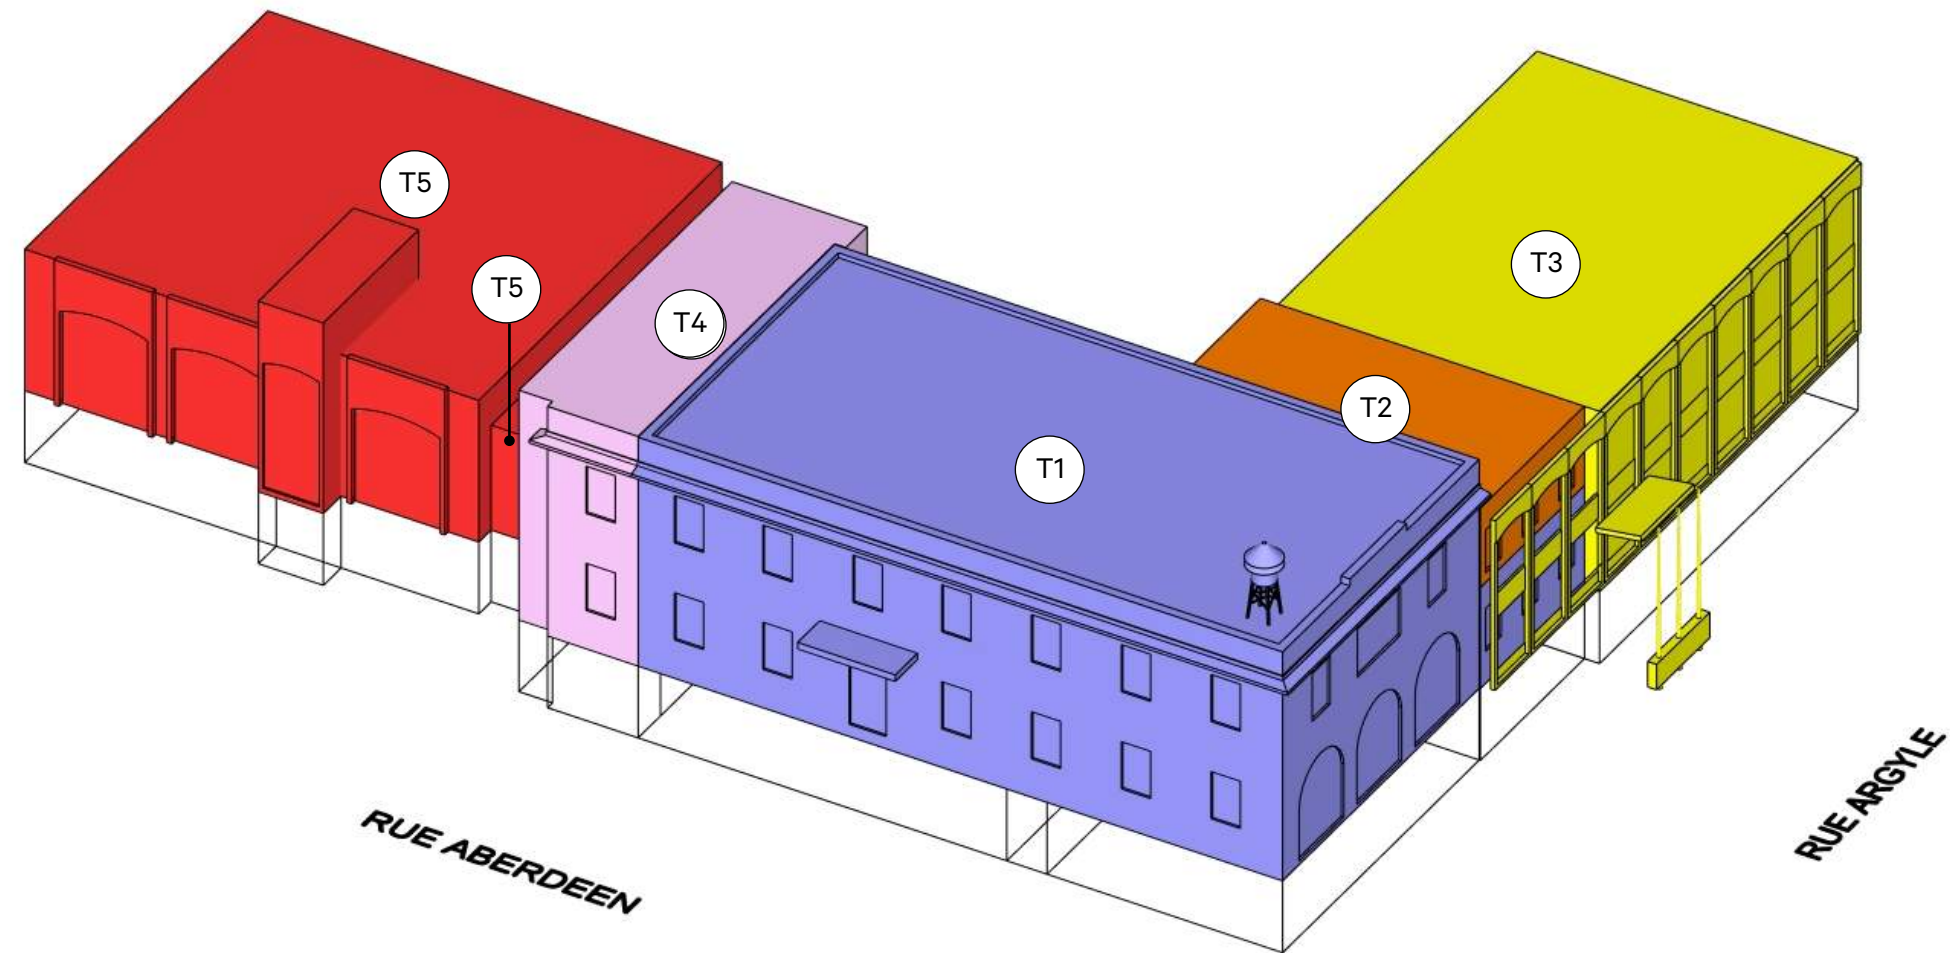 T5
T5
T4
T3
T2
T1
RUE ABERDEEN
RUE ARGYLE